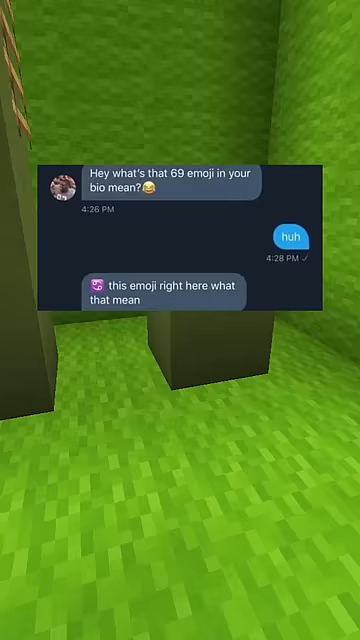 Hey what's that 69 emoji in your
bio mean?😂
4:26 PM
huh
4:28 PM ✓
♋ this emoji right here what
that mean